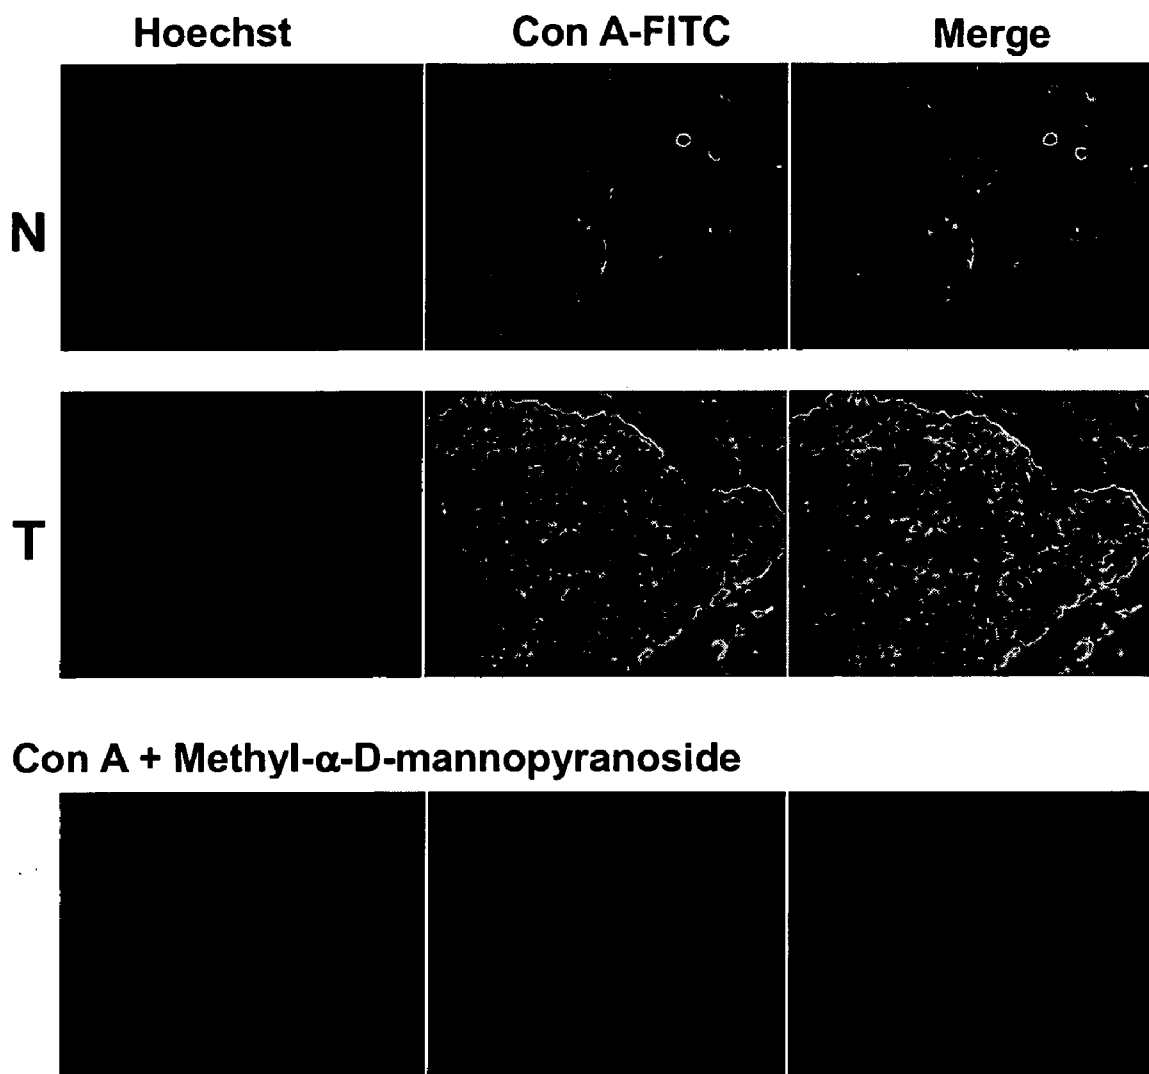 Hoechst Con A-FITC Merge
N
T
Con A + Methyl-α-D-mannopyranoside